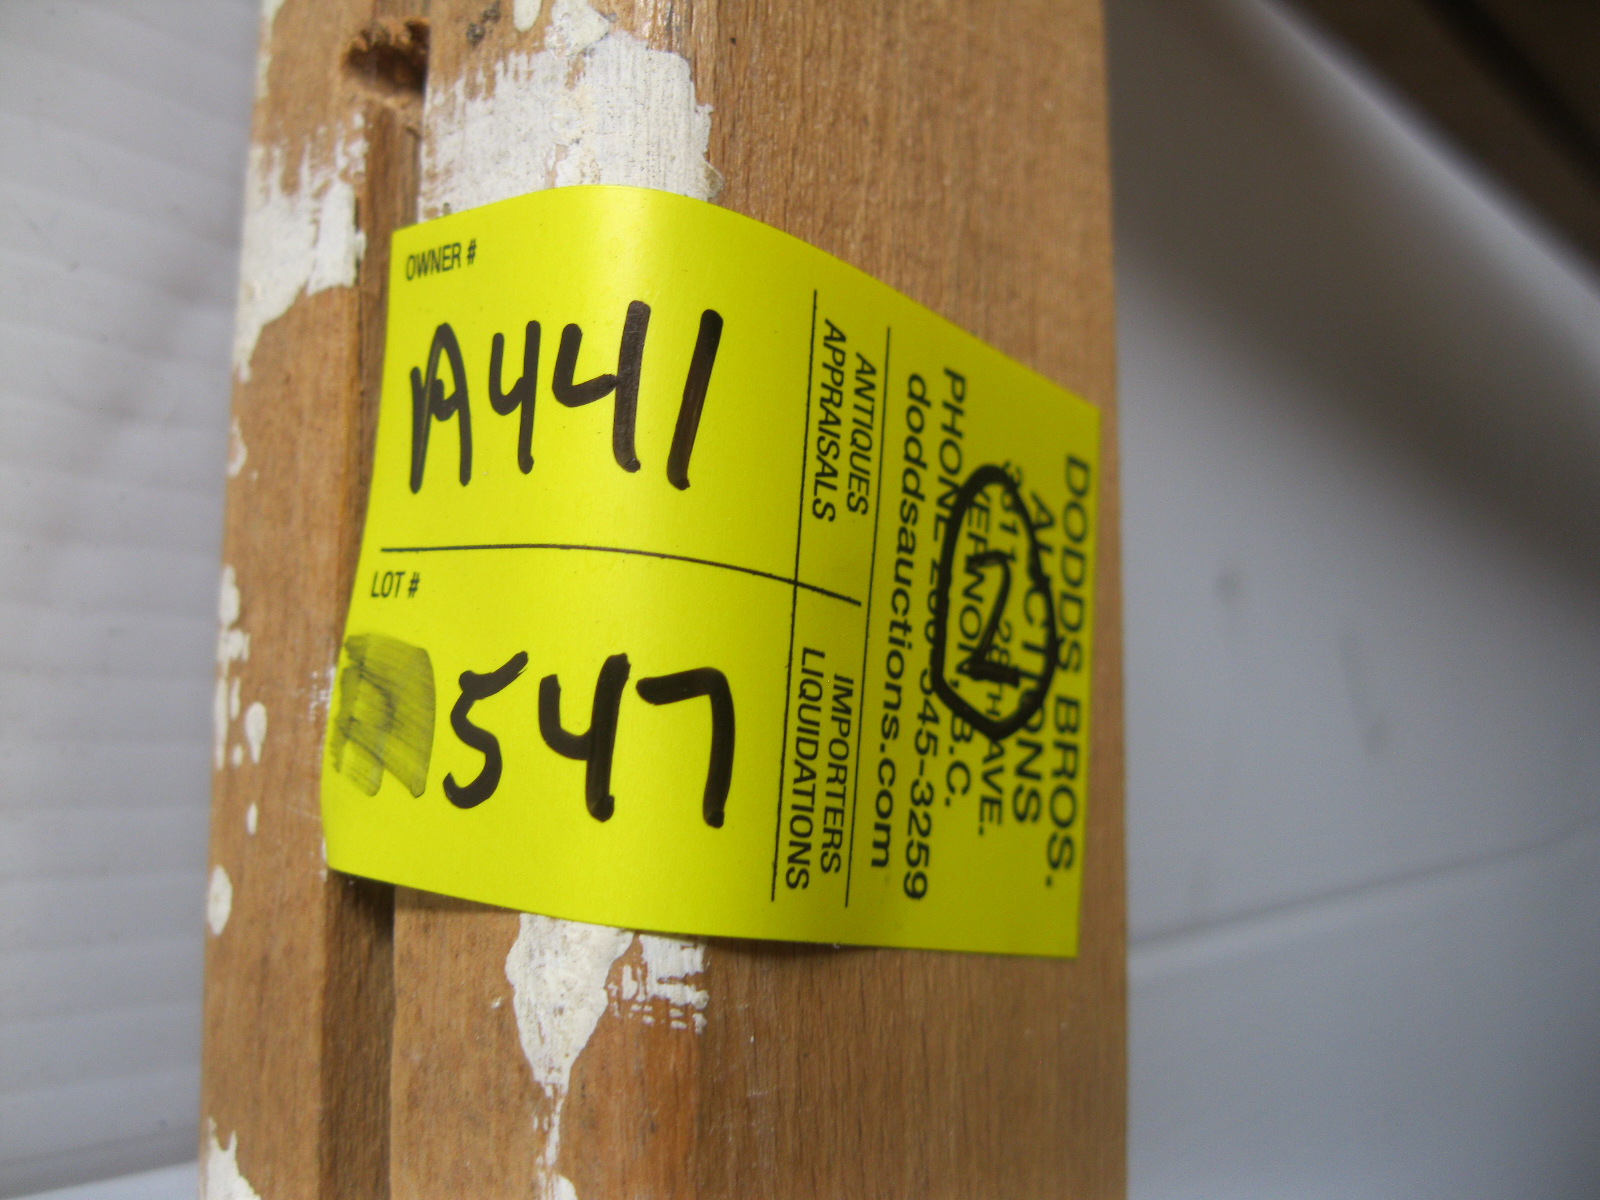 OWNER #
A441
LOT #
547
ANTIQUES
APPRAISALS
IMPORTERS
LIQUIDATIONS
DODDS BROS.
AUCTIONS
28TH AVE.
VERNON, B.C.
PHONE 545-3259
doddsauctions.com
2